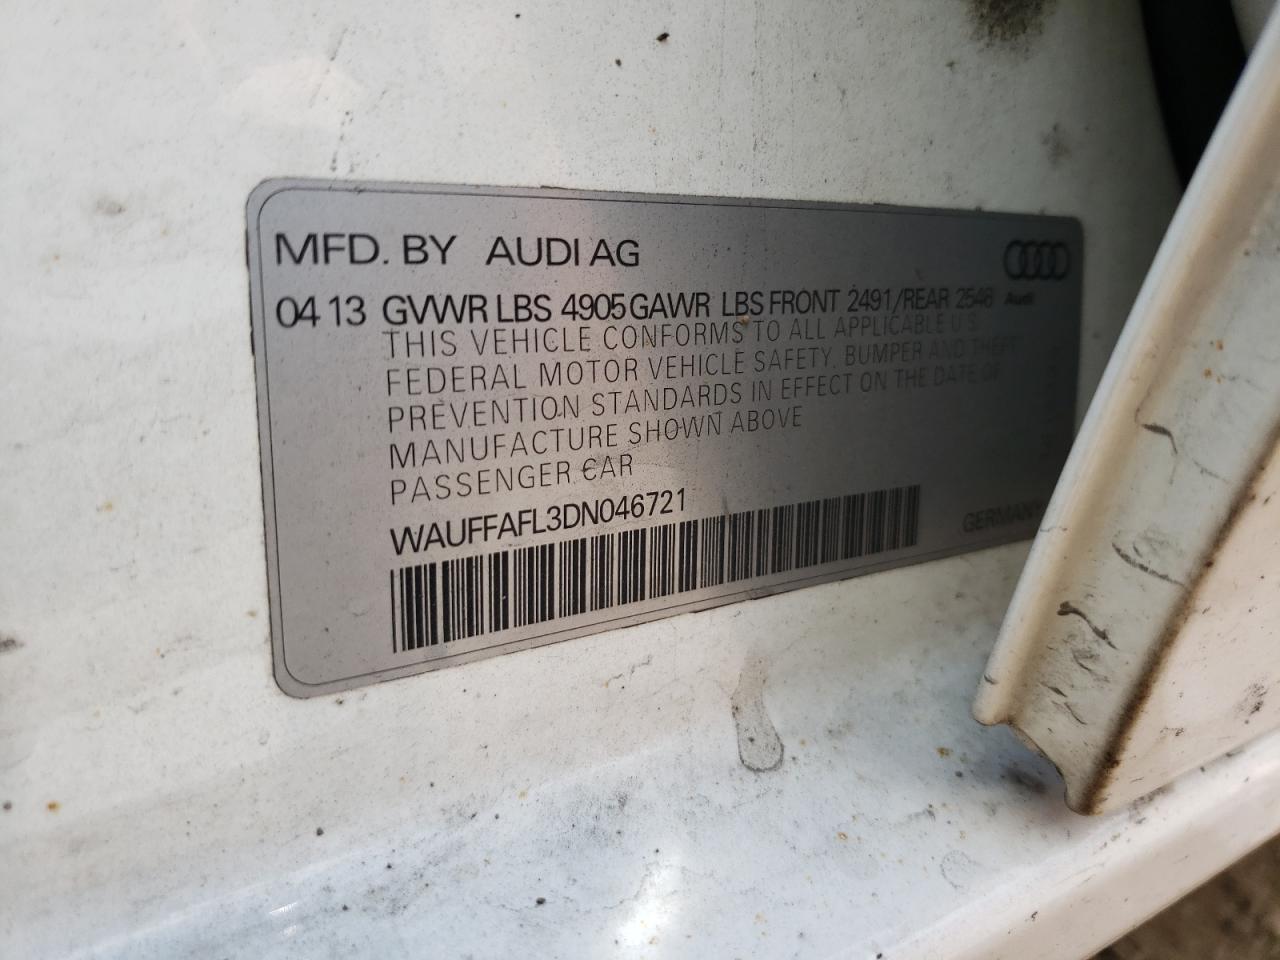 MFD. BY AUDI AG
04 13 GVWR LBS 4905 GAWR LBS FRONT 2491/REAR 2546
Audi
THIS VEHICLE CONFORMS TO ALL APPLICABLE U.S.
FEDERAL MOTOR VEHICLE SAFETY, BUMPER AND THEFT
PREVENTION STANDARDS IN EFFECT ON THE DATE OF
MANUFACTURE SHOWN ABOVE
PASSENGER CAR
WAUFFAFL3DN046721
GERMANY